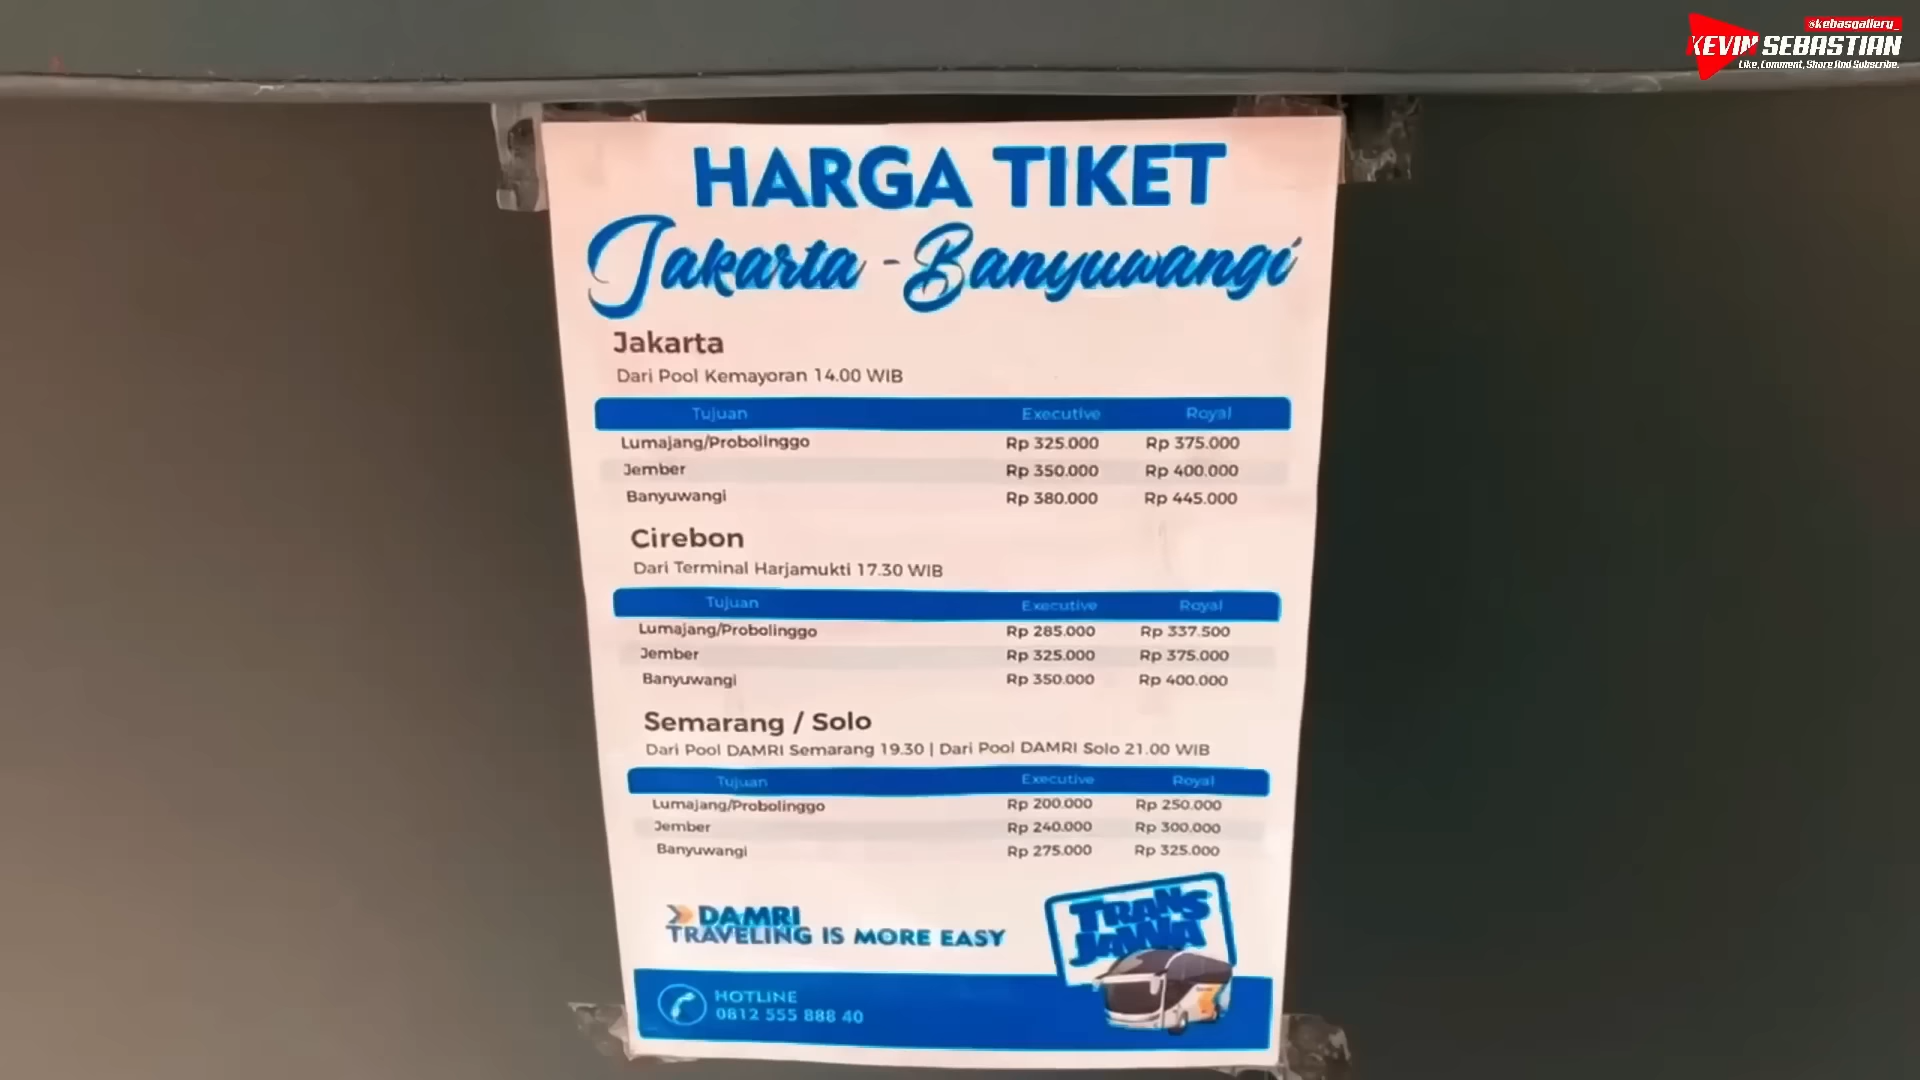 @kebasgallery_
KEVIN SEBASTIAN
Like, Comment, Share And Subscribe.
HARGA TIKET
Jakarta - Banyuwangi
Jakarta
Dari Pool Kemayoran 14.00 WIB
Tujuan Executive Royal
Lumajang/Probolinggo Rp 325.000 Rp 375.000
Jember Rp 350.000 Rp 400.000
Banyuwangi Rp 380.000 Rp 445.000
Cirebon
Dari Terminal Harjamukti 17.30 WIB
Tujuan Executive Royal
Lumajang/Probolinggo Rp 285.000 Rp 337.500
Jember Rp 325.000 Rp 375.000
Banyuwangi Rp 350.000 Rp 400.000
Semarang / Solo
Dari Pool DAMRI Semarang 19.30 | Dari Pool DAMRI Solo 21.00 WIB
Tujuan Executive Royal
Lumajang/Probolinggo Rp 200.000 Rp 250.000
Jember Rp 240.000 Rp 300.000
Banyuwangi Rp 275.000 Rp 325.000
DAMRI
TRAVELING IS MORE EASY
TRANS
JAWA
HOTLINE
0812 555 888 40